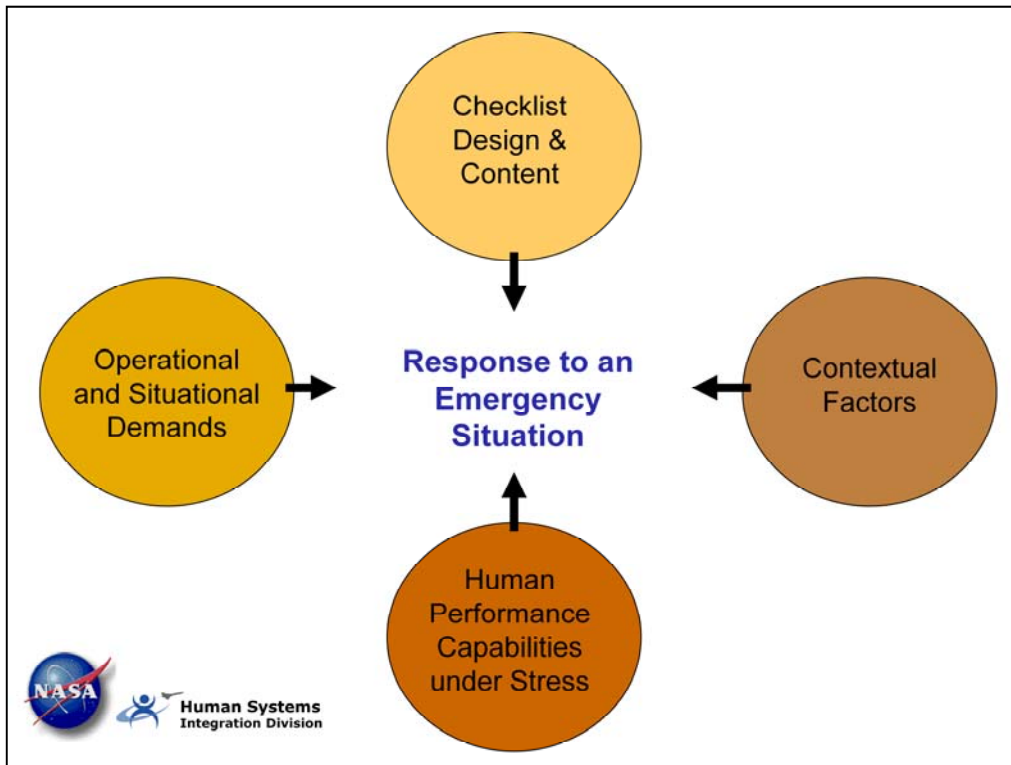 Checklist
Design &
Content
Operational
and Situational
Demands
Response to an
Emergency
Situation
Contextual
Factors
Human
Performance
Capabilities
under Stress
NASA
Human Systems
Integration Division